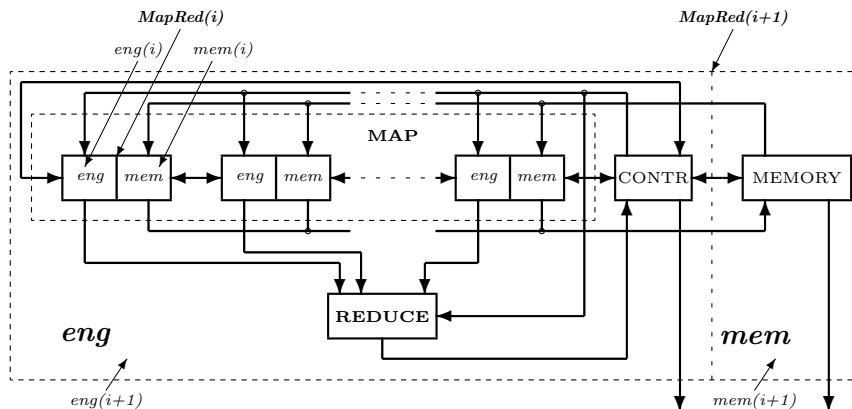 MapRed(i)
MapRed(i+1)
eng(i)
mem(i)
MAP
eng mem
eng mem
eng mem
CONTR
MEMORY
REDUCE
eng
mem
eng(i+1)
mem(i+1)